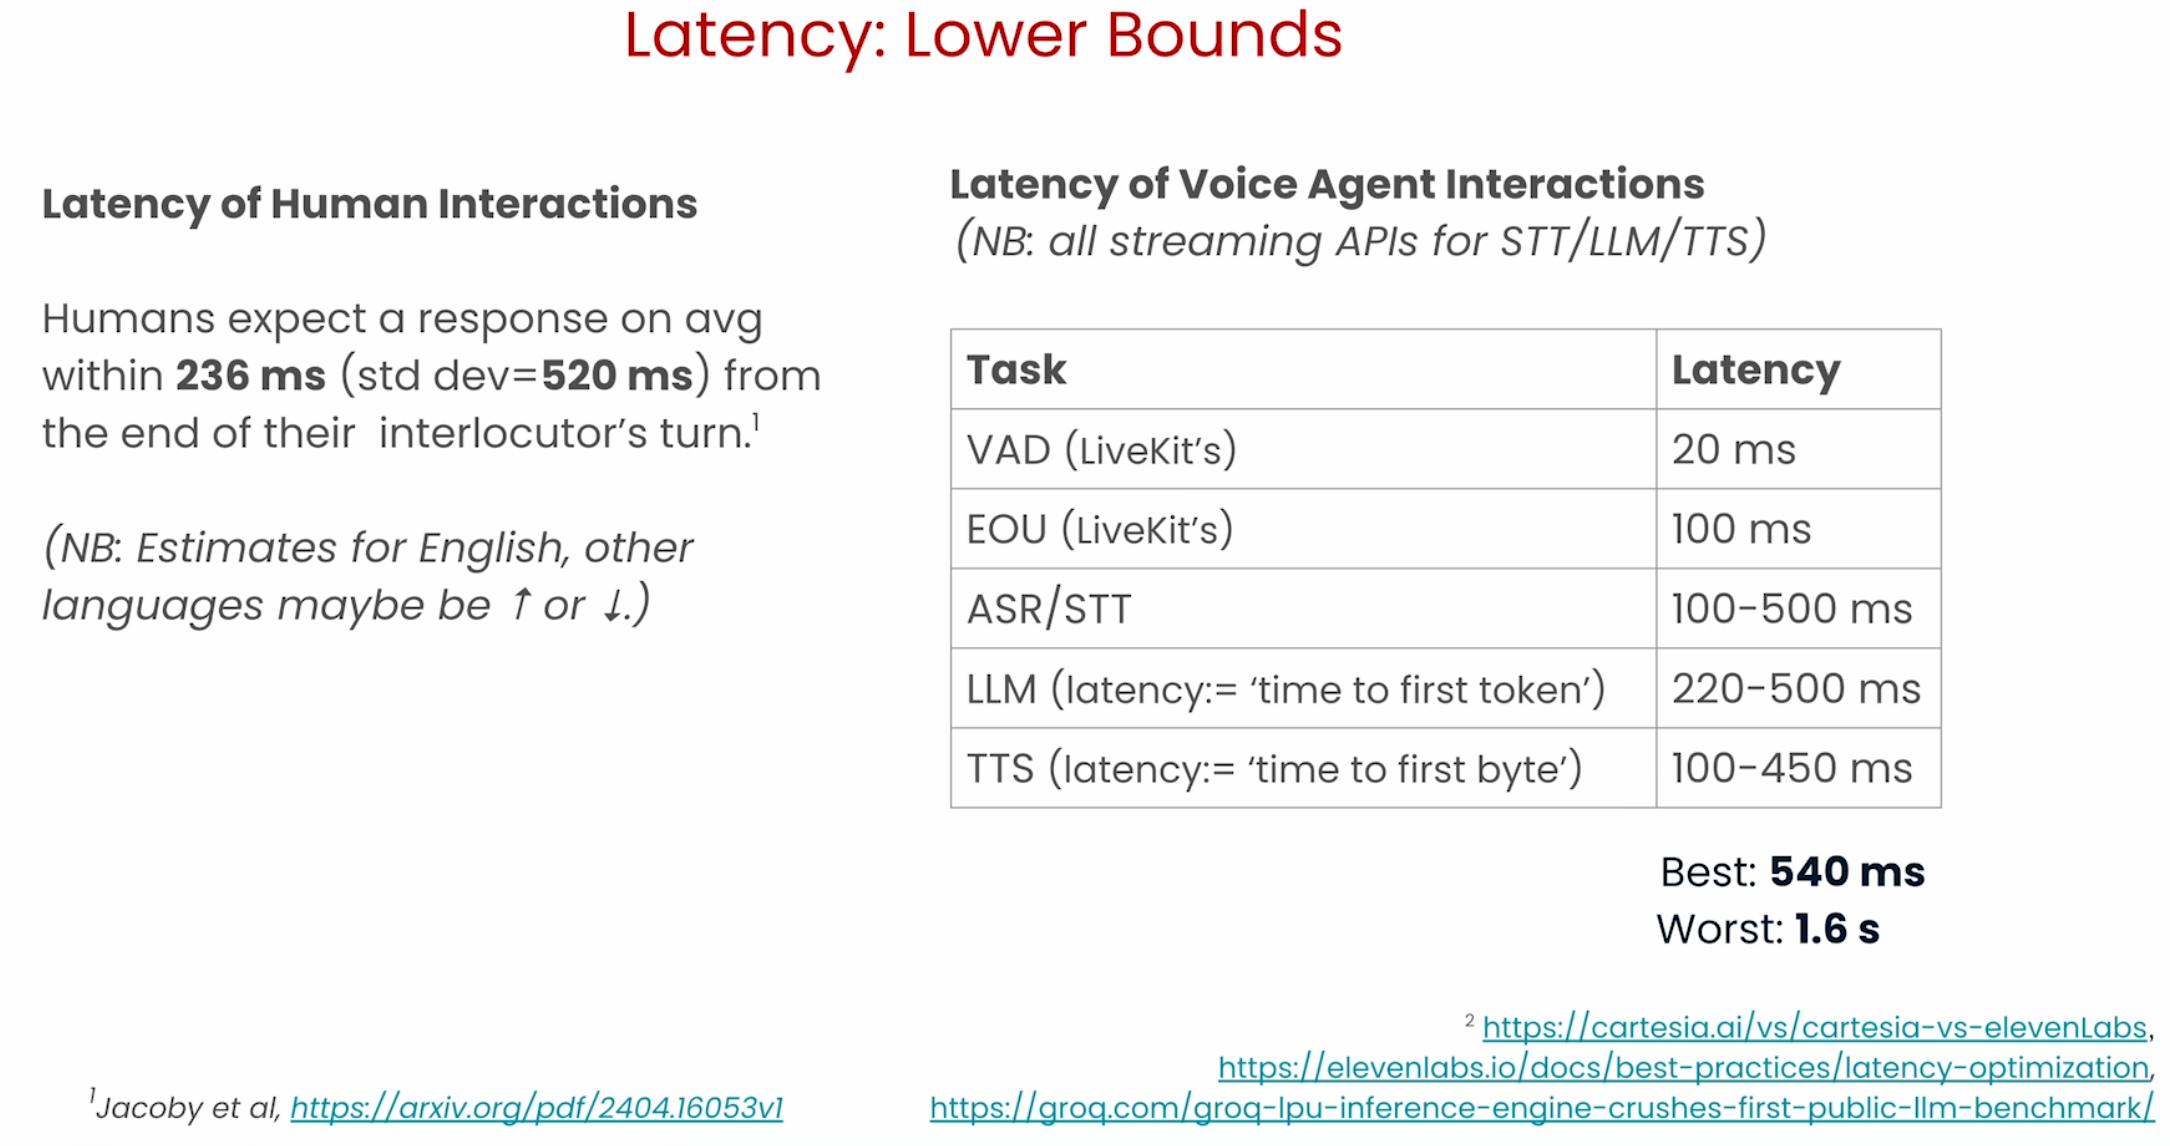 Latency: Lower Bounds
Latency of Human Interactions
Humans expect a response on avg
within 236 ms (std dev=520 ms) from
the end of their interlocutor's turn.¹
(NB: Estimates for English, other
languages maybe be ↑ or ↓.)
Latency of Voice Agent Interactions
(NB: all streaming APIs for STT/LLM/TTS)
Task Latency
VAD (LiveKit's) 20 ms
EOU (LiveKit's) 100 ms
ASR/STT 100-500 ms
LLM (latency:= 'time to first token') 220-500 ms
TTS (latency:= 'time to first byte') 100-450 ms
Best: 540 ms
Worst: 1.6 s
¹Jacoby et al, https://arxiv.org/pdf/2404.16053v1
² https://cartesia.ai/vs/cartesia-vs-elevenLabs,
https://elevenlabs.io/docs/best-practices/latency-optimization,
https://groq.com/groq-lpu-inference-engine-crushes-first-public-llm-benchmark/